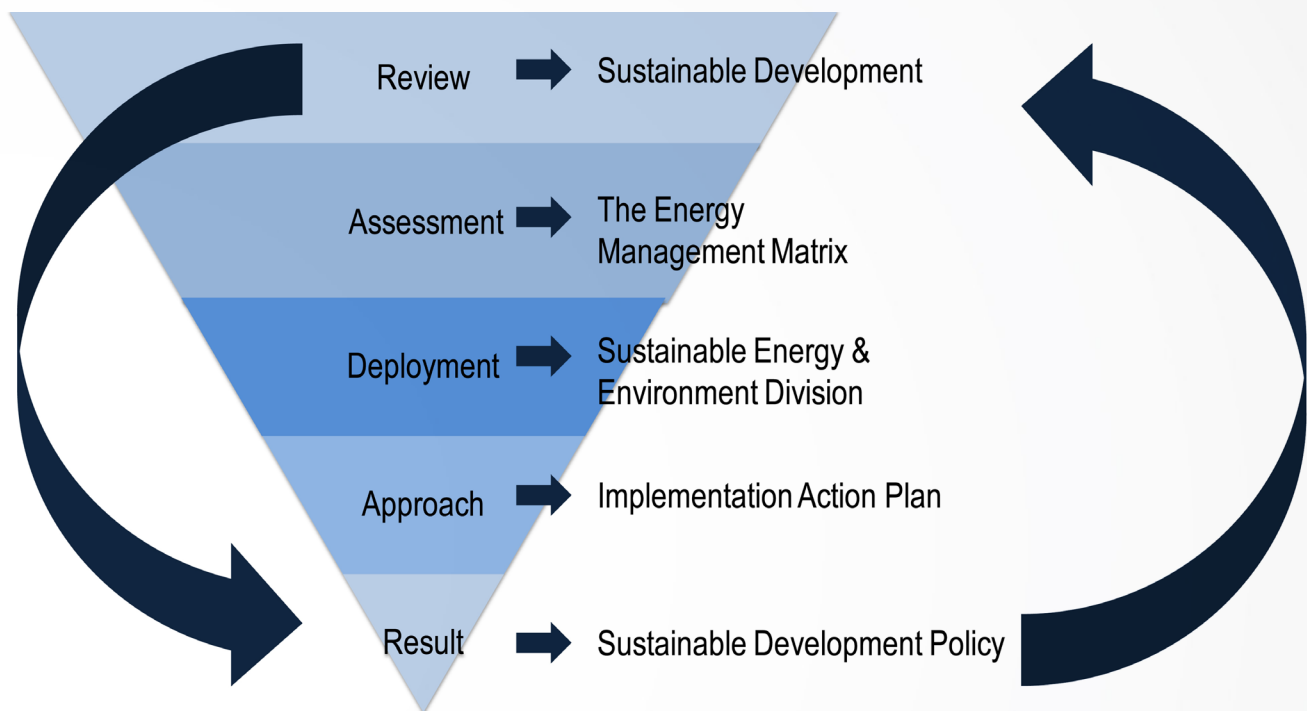 Review
Sustainable Development
Assessment
The Energy
Management Matrix
Deployment
Sustainable Energy &
Environment Division
Approach
Implementation Action Plan
Result
Sustainable Development Policy